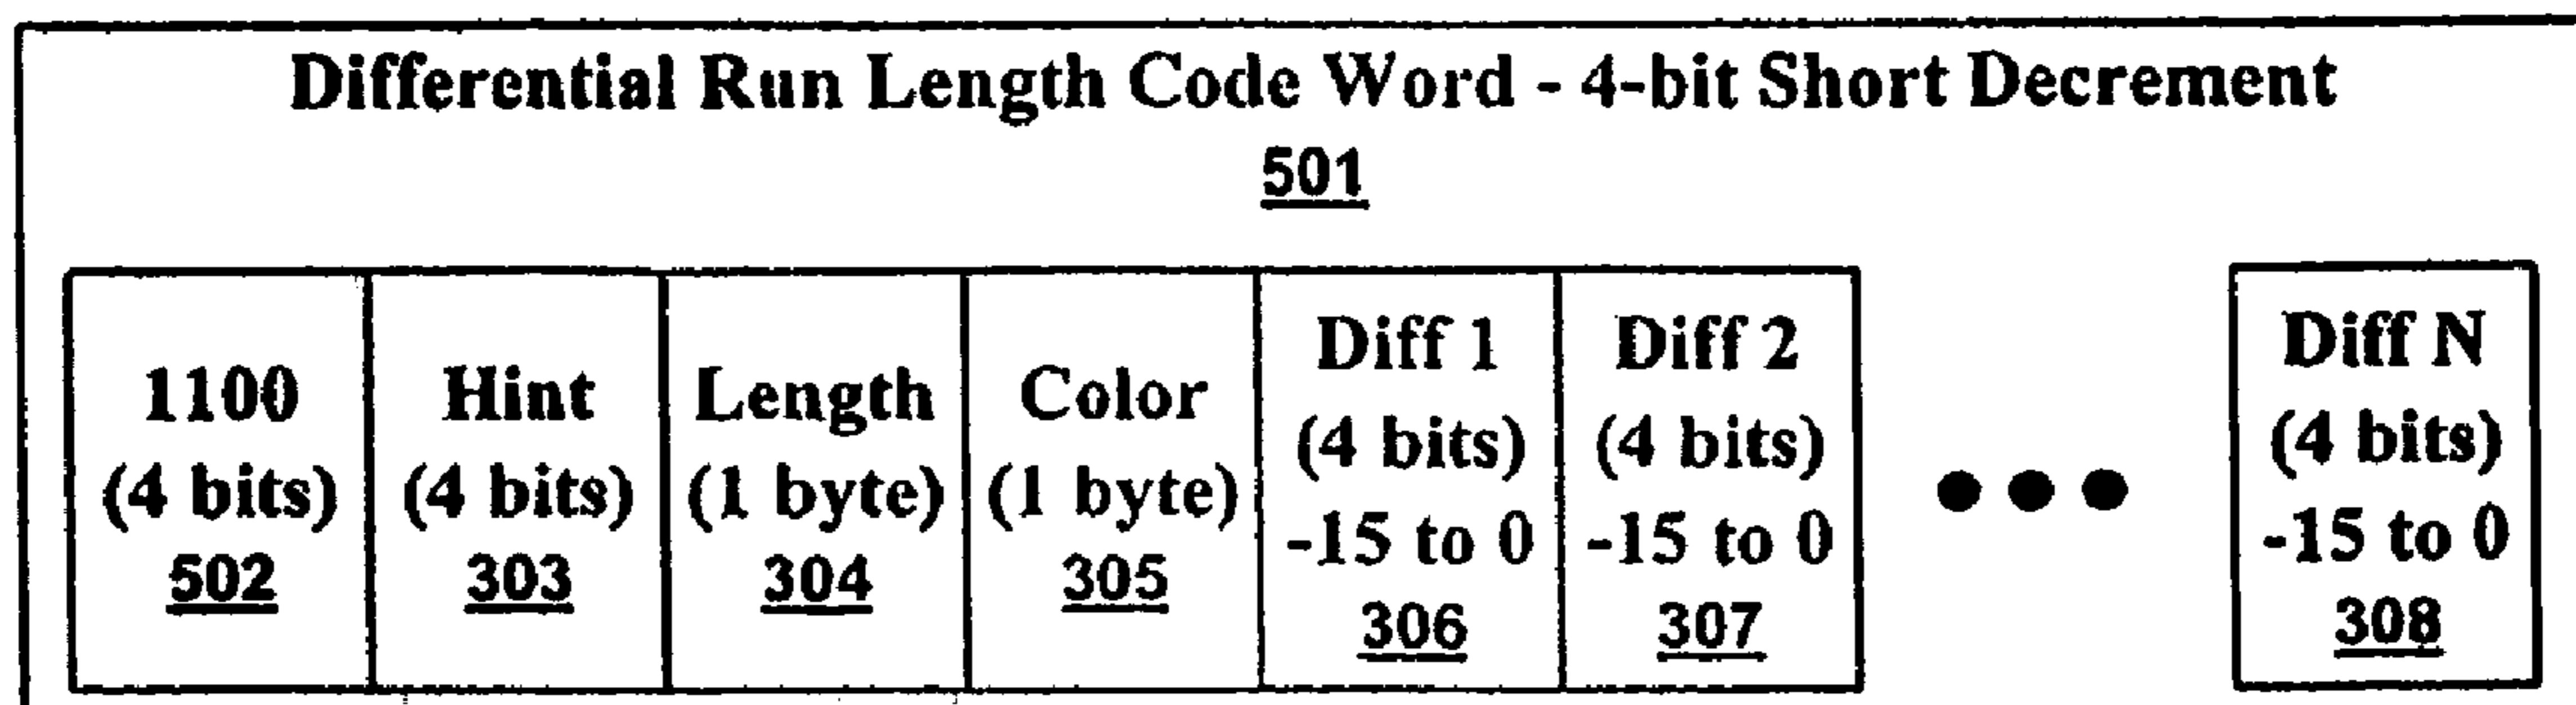 Differential Run Length Code Word - 4-bit Short Decrement
501
1100
(4 bits)
502
Hint
(4 bits)
303
Length
(1 byte)
304
Color
(1 byte)
305
Diff 1
(4 bits)
-15 to 0
306
Diff 2
(4 bits)
-15 to 0
307
Diff N
(4 bits)
-15 to 0
308